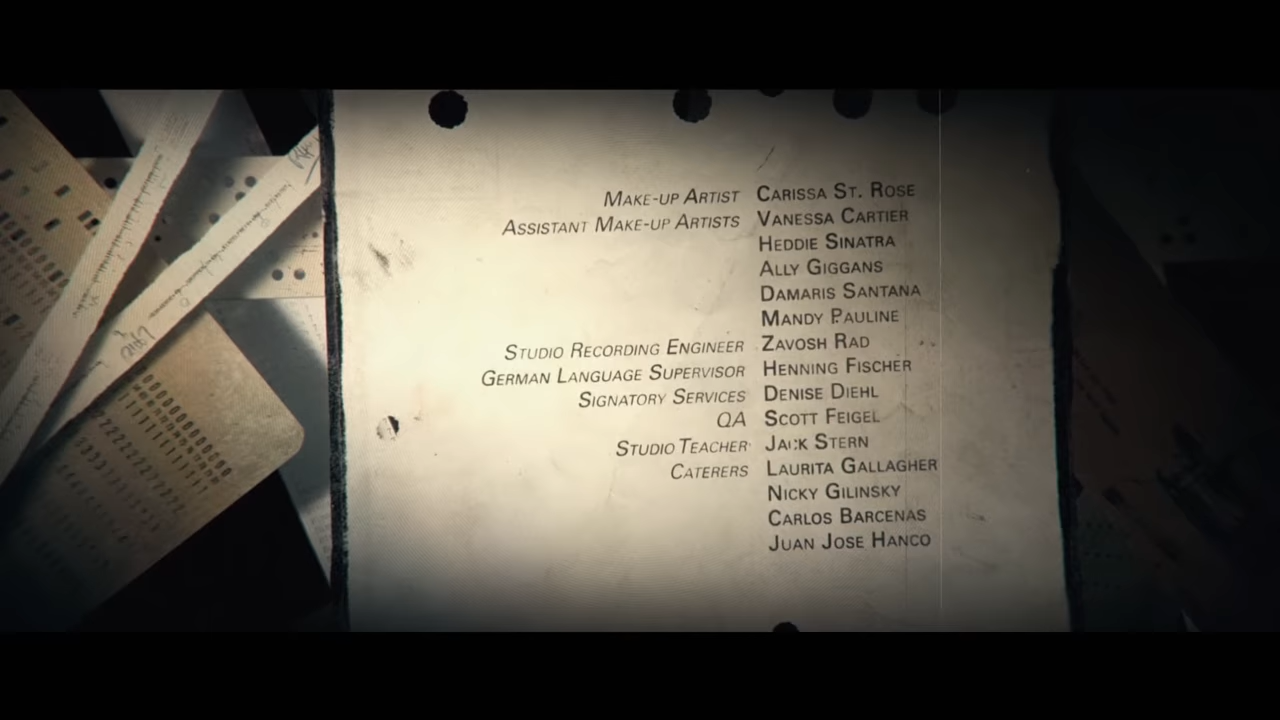 Make-up Artist Carissa St. Rose
Assistant Make-up Artists Vanessa Cartier
Heddie Sinatra
Ally Giggans
Damaris Santana
Mandy Pauline
Studio Recording Engineer Zavosh Rad
German Language Supervisor Henning Fischer
Signatory Services Denise Diehl
QA Scott Feigel
Studio Teacher Jack Stern
Caterers Laurita Gallagher
Nicky Gilinsky
Carlos Barcenas
Juan Jose Hanco